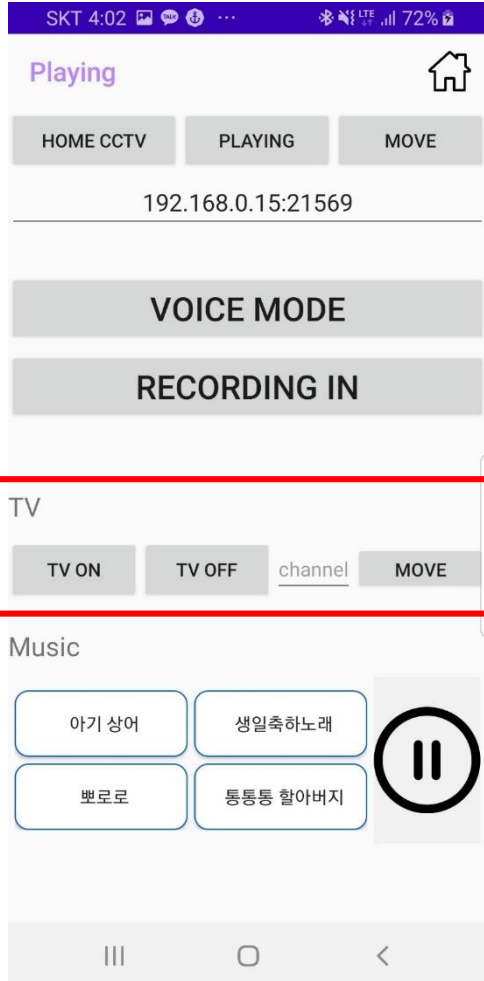 SKT 4:02 TALK ... LTE 72%
Playing
HOME CCTV PLAYING MOVE
192.168.0.15:21569
VOICE MODE
RECORDING IN
TV
TV ON TV OFF channel MOVE
Music
아기 상어 생일축하노래
뽀로로 통통통 할아버지